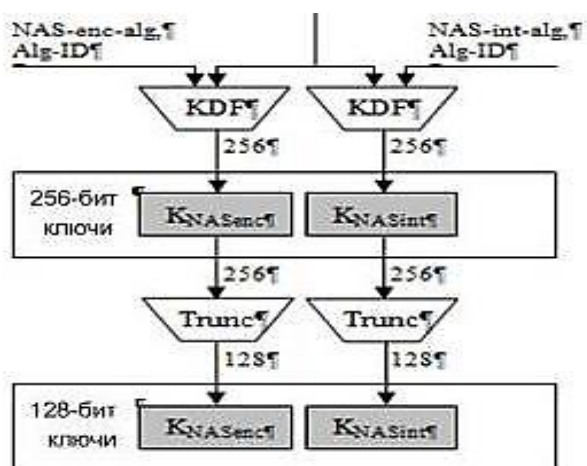 NAS-enc-alg,¶
Alg-ID¶
NAS-int-alg,¶
Alg-ID¶
KDF¶
KDF¶
256¶
256¶
256-бит ¶
ключи
KNASenc¶
KNASint¶
256¶
256¶
Trunc¶
Trunc¶
128¶
128¶
128-бит ¶
ключи
KNASenc¶
KNASint¶